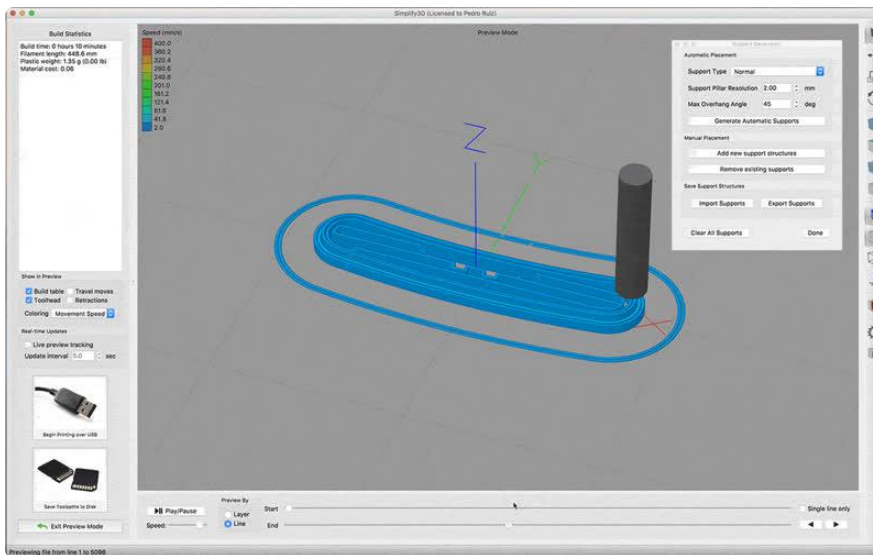 Simplify3D (Licensed to Pedro Ruiz)
Build Statistics
Build time: 0 hours 10 minutes
Filament length: 448.6 mm
Plastic weight: 1.35 g (0.00 lb)
Material cost: 0.06
Show in Preview
Build table Travel moves
Toolhead Retractions
Coloring Movement Speed
Real-time Updates
Live preview tracking
Update interval 5.0 sec
Begin Printing over USB
Save Toolpaths to Disk
Exit Preview Mode
Previewing file from line 1 to 5098
Speed (mm/s)
400.0
360.2
320.4
280.6
240.8
201.0
161.2
121.4
81.6
41.8
2.0
Preview Mode
Z
Y
X
Support Generation
Automatic Placement
Support Type Normal
Support Pillar Resolution 2.00 mm
Max Overhang Angle 45 deg
Generate Automatic Supports
Manual Placement
Add new support structures
Remove existing supports
Save Support Structures
Import Supports Export Supports
Clear All Supports Done
Play/Pause
Speed:
Preview By
Layer
Line
Start
End
Single line only